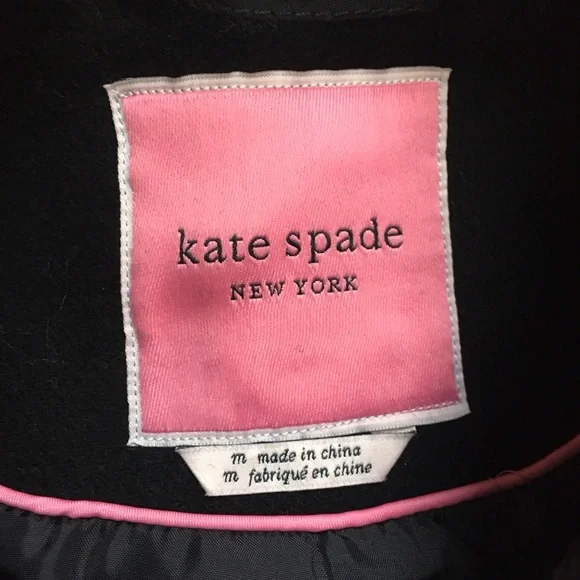 kate spade
NEW YORK
m made in china
m fabriqué en chine